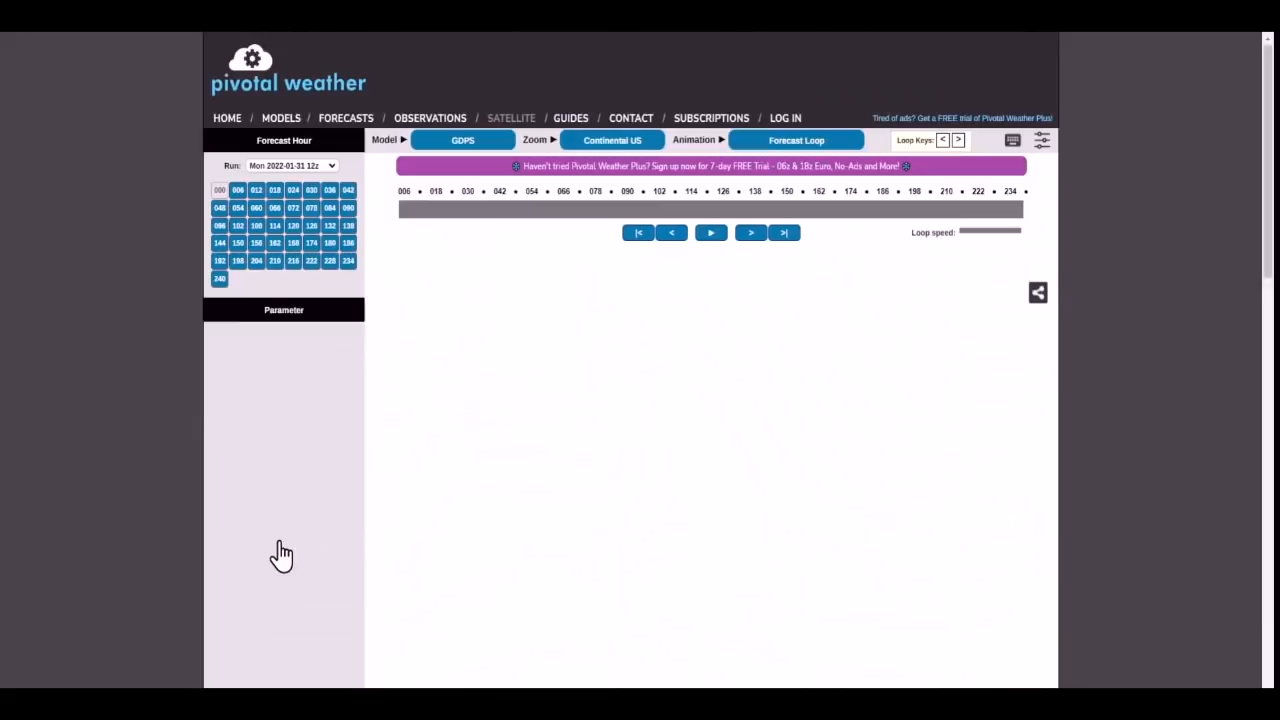 pivotal weather
HOME / MODELS / FORECASTS / OBSERVATIONS / SATELLITE / GUIDES / CONTACT / SUBSCRIPTIONS / LOG IN
Tired of ads? Get a FREE trial of Pivotal Weather Plus!
Forecast Hour
Model ► GDPS Zoom ► Continental US Animation ► Forecast Loop
Loop Keys: < >
Run: Mon 2022-01-31 12z
Haven't tried Pivotal Weather Plus? Sign up now for 7-day FREE Trial - 06z & 18z Euro, No-Ads and More!
000 006 012 018 024 030 036 042
048 054 060 066 072 078 084 090
096 102 108 114 120 126 132 138
144 150 156 162 168 174 180 186
192 198 204 210 216 222 228 234
240
006 • 018 • 030 • 042 • 054 • 066 • 078 • 090 • 102 • 114 • 126 • 138 • 150 • 162 • 174 • 186 • 198 • 210 • 222 • 234 •
|< < ► > >|
Loop speed:
Parameter